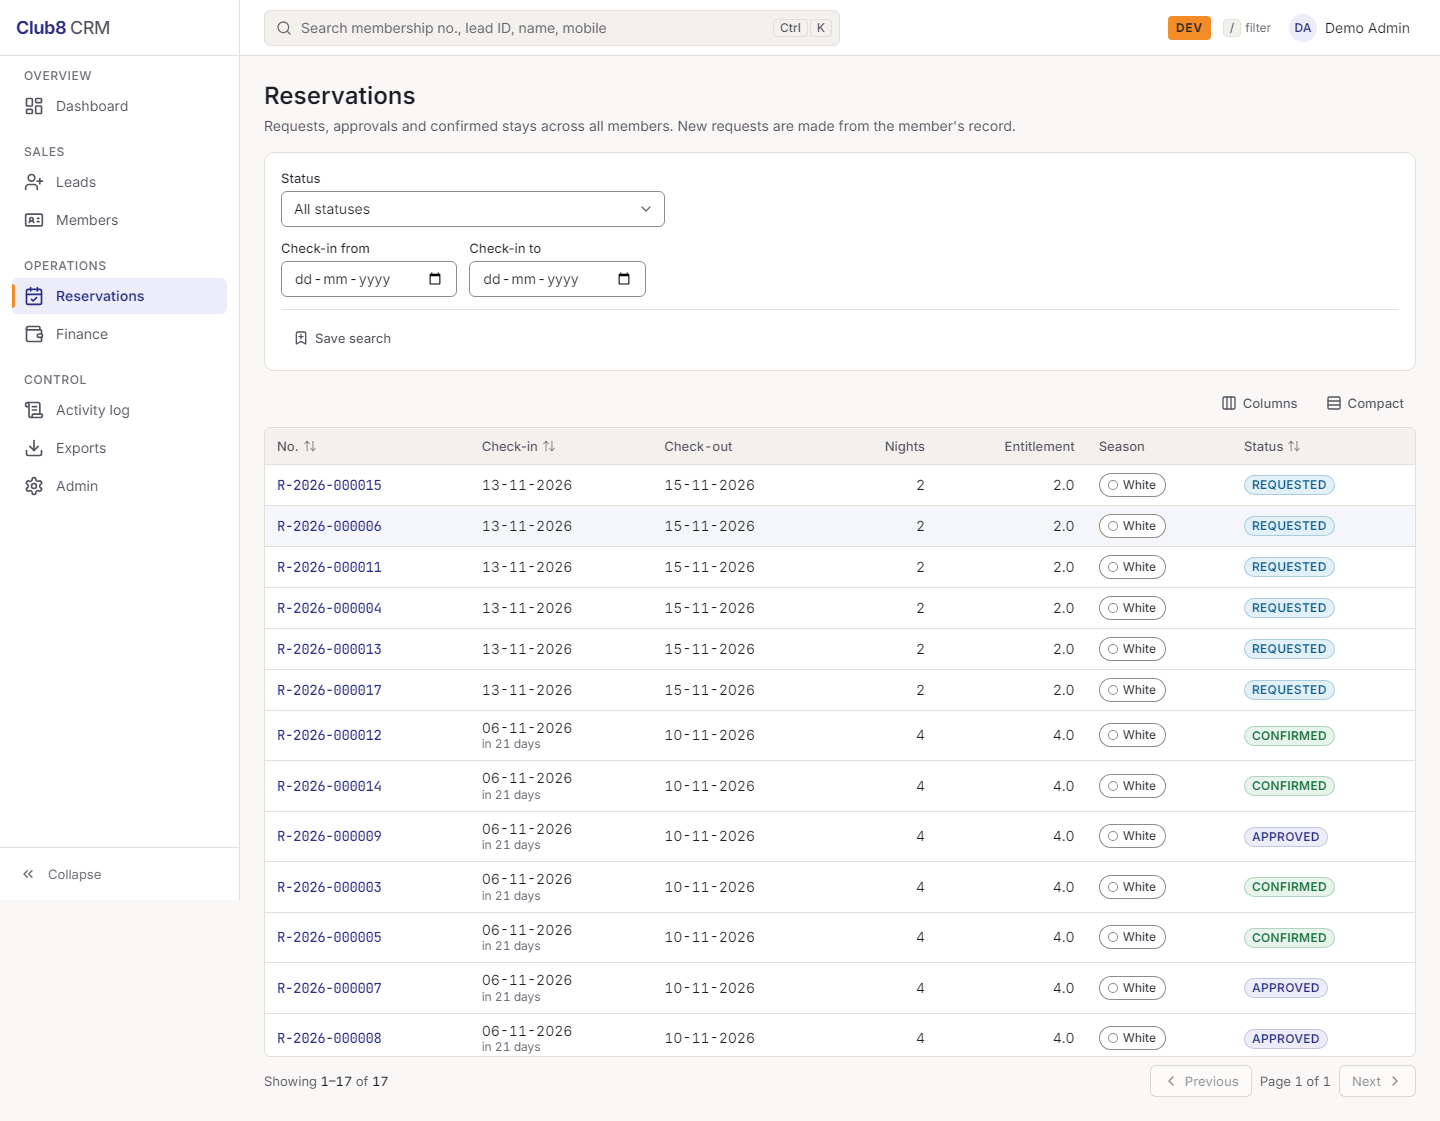 Club8 CRM
Search membership no., lead ID, name, mobile
Ctrl K
DEV
/ filter
DA
Demo Admin
OVERVIEW
Dashboard
SALES
Leads
Members
OPERATIONS
Reservations
Finance
CONTROL
Activity log
Exports
Admin
Collapse
Reservations
Requests, approvals and confirmed stays across all members. New requests are made from the member's record.
Status
All statuses
Check-in from Check-in to
dd-mm-yyyy dd-mm-yyyy
Save search
Columns Compact
No. Check-in Check-out Nights Entitlement Season Status
R-2026-000015 13-11-2026 15-11-2026 2 2.0 White REQUESTED
R-2026-000006 13-11-2026 15-11-2026 2 2.0 White REQUESTED
R-2026-000011 13-11-2026 15-11-2026 2 2.0 White REQUESTED
R-2026-000004 13-11-2026 15-11-2026 2 2.0 White REQUESTED
R-2026-000013 13-11-2026 15-11-2026 2 2.0 White REQUESTED
R-2026-000017 13-11-2026 15-11-2026 2 2.0 White REQUESTED
R-2026-000012 06-11-2026 10-11-2026 4 4.0 White CONFIRMED
in 21 days
R-2026-000014 06-11-2026 10-11-2026 4 4.0 White CONFIRMED
in 21 days
R-2026-000009 06-11-2026 10-11-2026 4 4.0 White APPROVED
in 21 days
R-2026-000003 06-11-2026 10-11-2026 4 4.0 White CONFIRMED
in 21 days
R-2026-000005 06-11-2026 10-11-2026 4 4.0 White CONFIRMED
in 21 days
R-2026-000007 06-11-2026 10-11-2026 4 4.0 White APPROVED
in 21 days
R-2026-000008 06-11-2026 10-11-2026 4 4.0 White APPROVED
in 21 days
Showing 1–17 of 17
Previous Page 1 of 1 Next